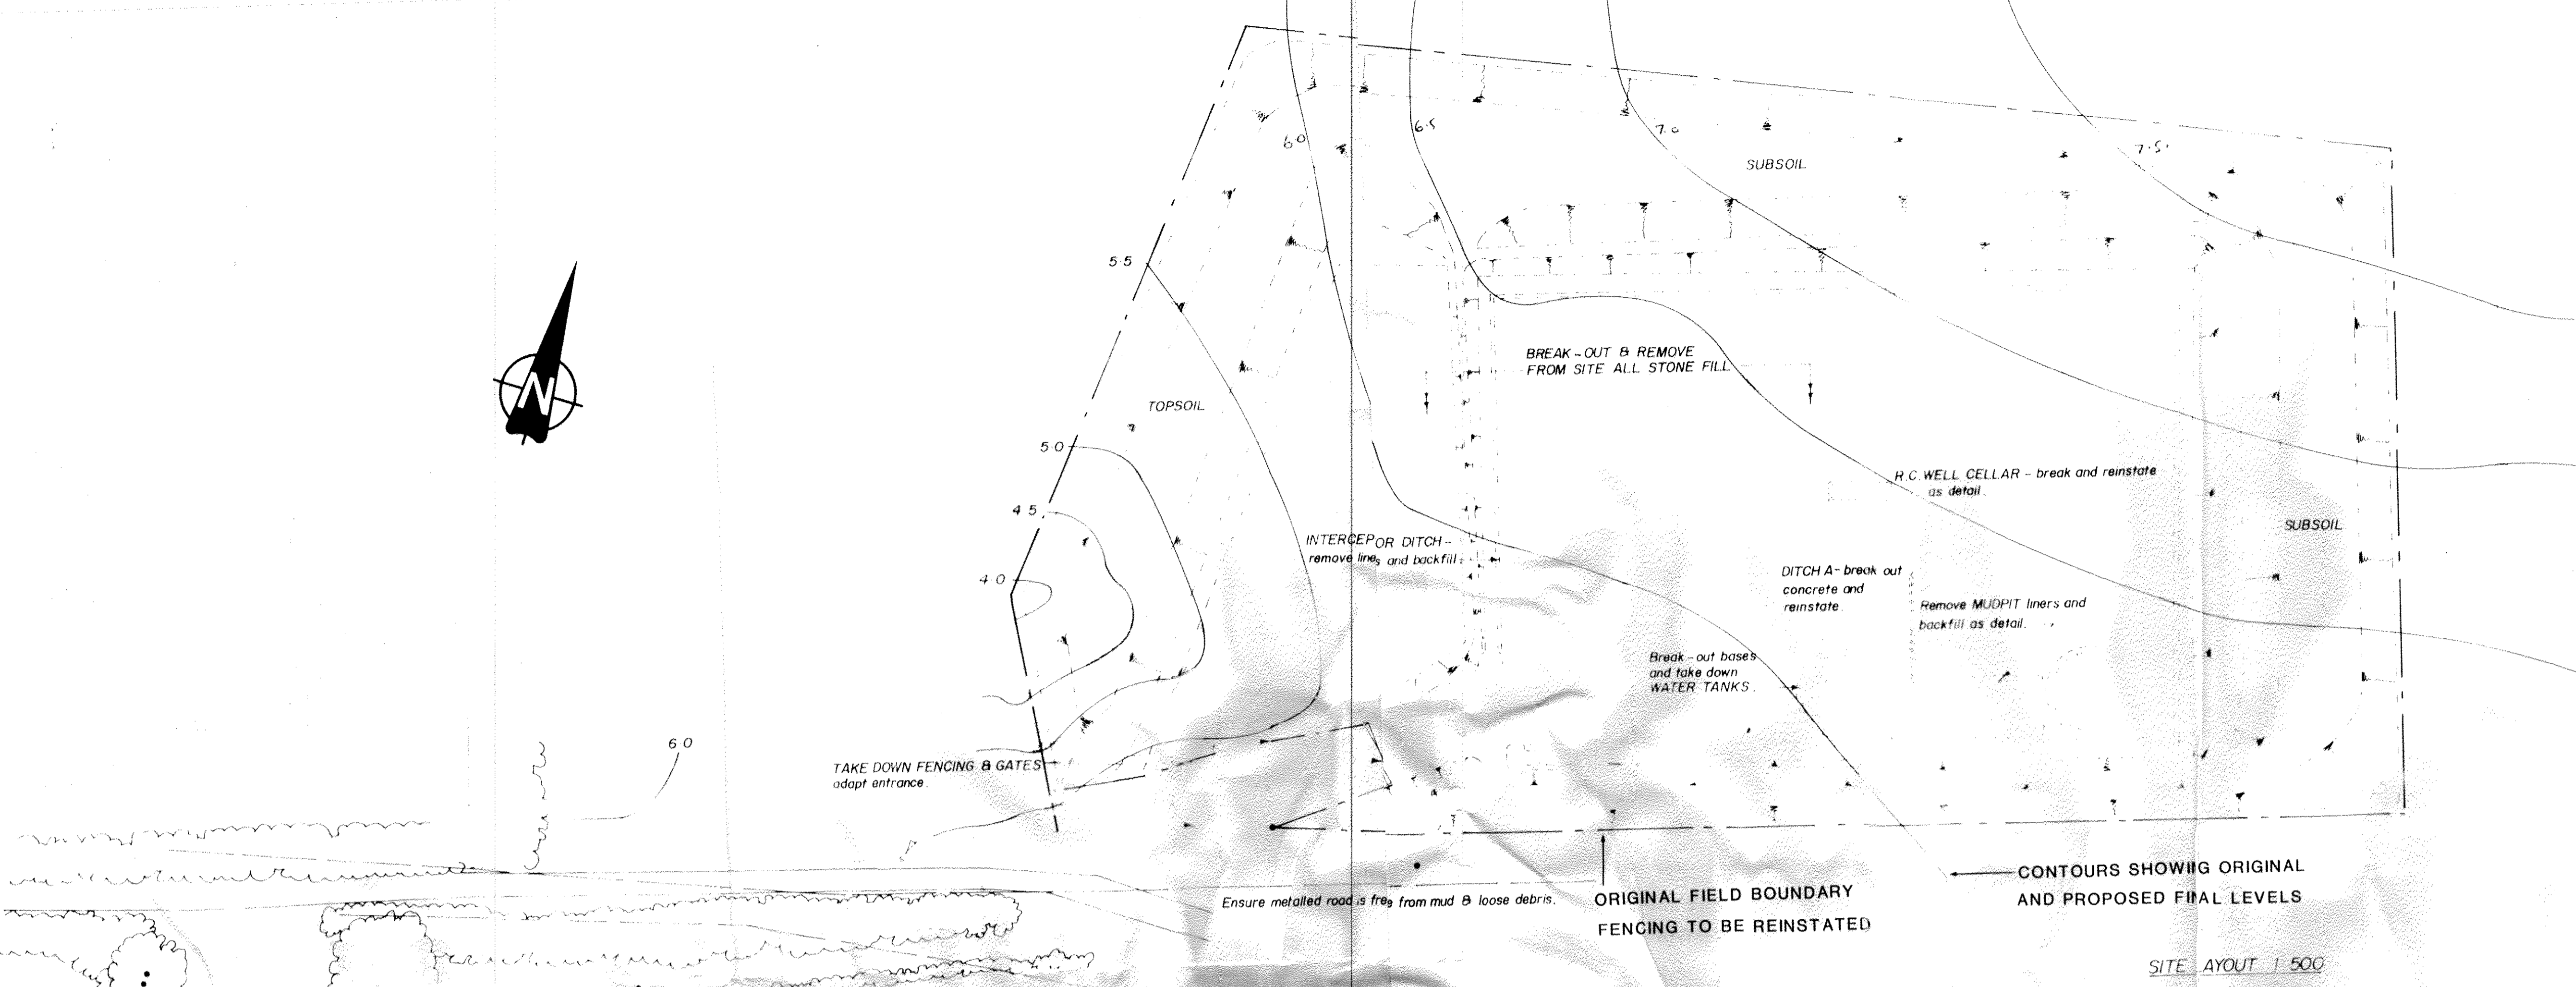 6.0
6.5
7.0
7.5
SUBSOIL
5.5
BREAK-OUT & REMOVE
FROM SITE ALL STONE FILL
TOPSOIL
5.0
N
R.C. WELL CELLAR - break and reinstate
as detail.
4.5
SUBSOIL
INTERCEPOR DITCH-
remove lines and backfill.
4.0
DITCH A- break out
concrete and
reinstate.
Remove MUDPIT liners and
backfill as detail.
Break-out bases
and take down
WATER TANKS.
6.0
TAKE DOWN FENCING & GATES
adapt entrance.
CONTOURS SHOWING ORIGINAL
AND PROPOSED FINAL LEVELS
Ensure metalled road is free from mud & loose debris.
ORIGINAL FIELD BOUNDARY
FENCING TO BE REINSTATED
SITE AYOUT 1 500